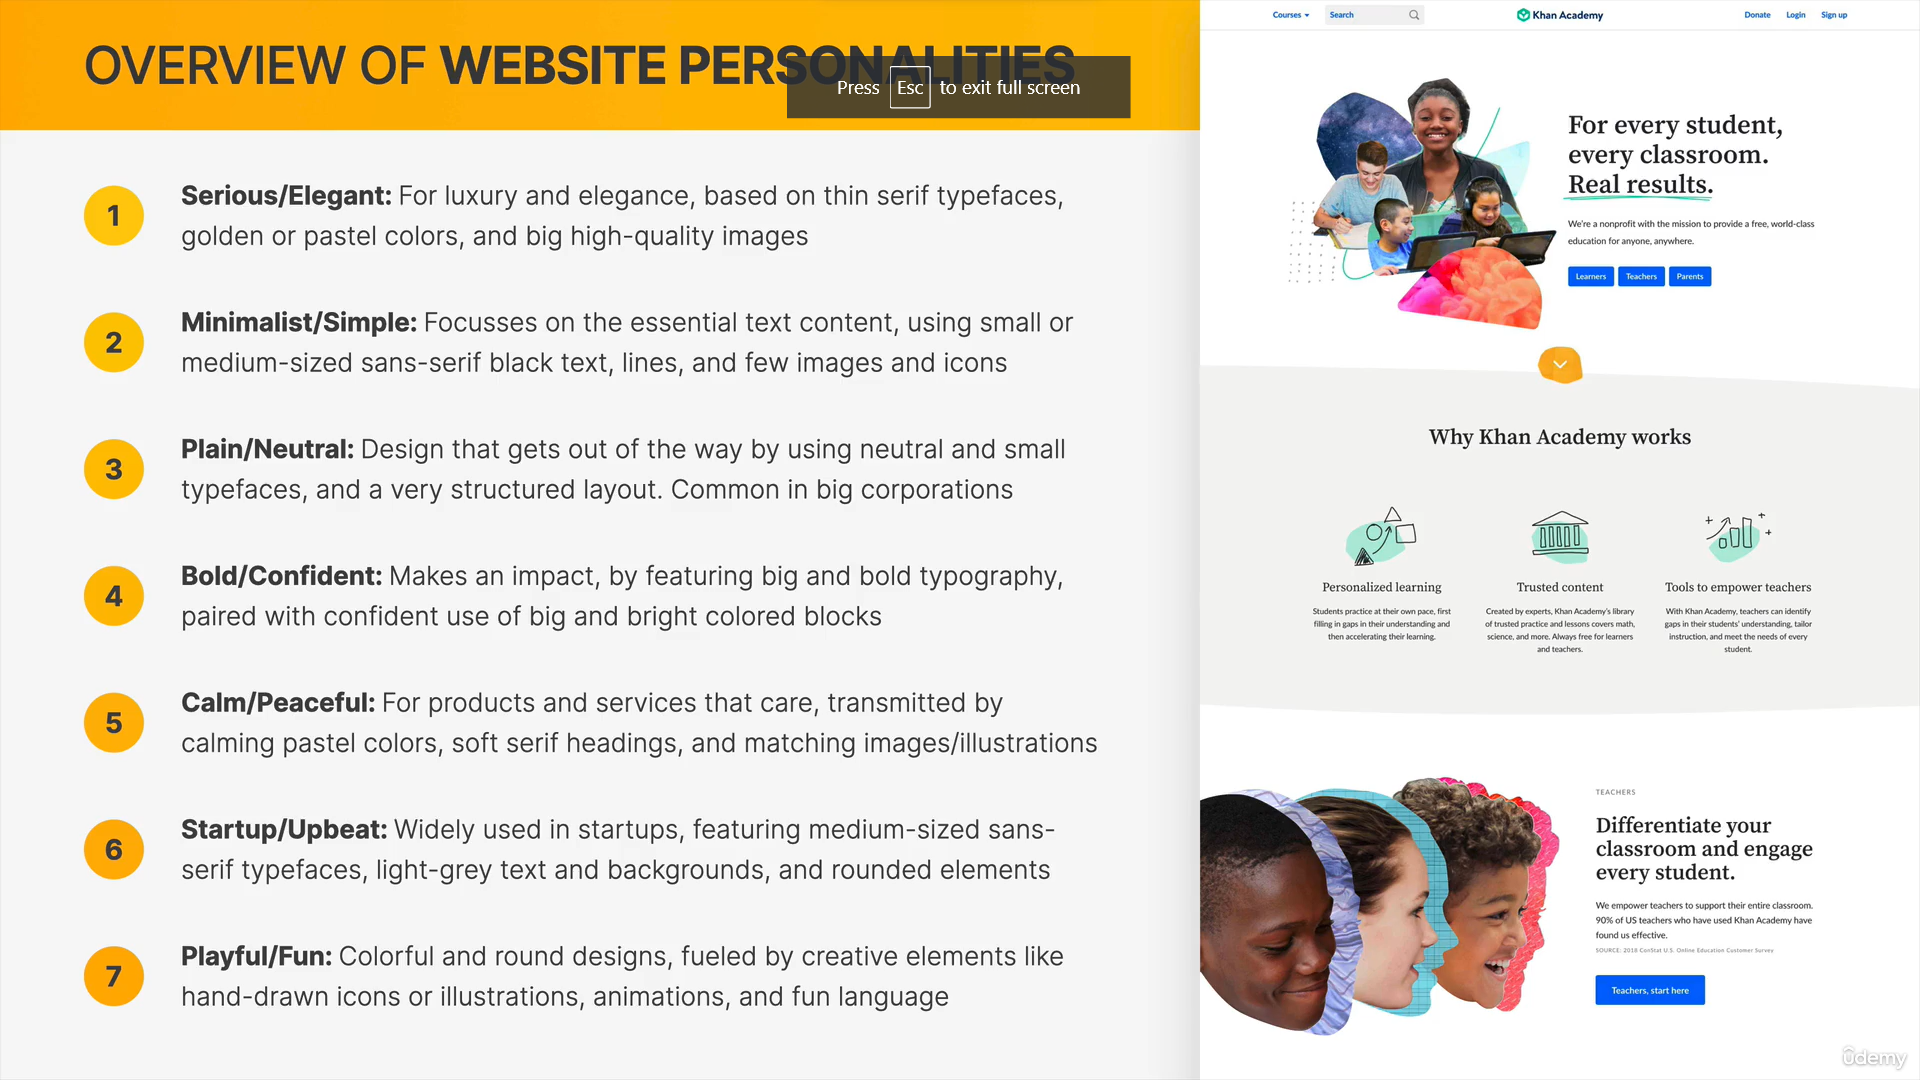 OVERVIEW OF WEBSITE PERSONALITIES
Press Esc to exit full screen
1
Serious/Elegant: For luxury and elegance, based on thin serif typefaces,
golden or pastel colors, and big high-quality images
2
Minimalist/Simple: Focusses on the essential text content, using small or
medium-sized sans-serif black text, lines, and few images and icons
3
Plain/Neutral: Design that gets out of the way by using neutral and small
typefaces, and a very structured layout. Common in big corporations
4
Bold/Confident: Makes an impact, by featuring big and bold typography,
paired with confident use of big and bright colored blocks
5
Calm/Peaceful: For products and services that care, transmitted by
calming pastel colors, soft serif headings, and matching images/illustrations
6
Startup/Upbeat: Widely used in startups, featuring medium-sized sans-
serif typefaces, light-grey text and backgrounds, and rounded elements
7
Playful/Fun: Colorful and round designs, fueled by creative elements like
hand-drawn icons or illustrations, animations, and fun language
Courses Search Khan Academy Donate Login Sign up
For every student,
every classroom.
Real results.
We're a nonprofit with the mission to provide a free, world-class
education for anyone, anywhere.
Learners Teachers Parents
Why Khan Academy works
Personalized learning
Students practice at their own pace, first
filling in gaps in their understanding and
then accelerating their learning.
Trusted content
Created by experts, Khan Academy's library
of trusted practice and lessons covers math,
science, and more. Always free for learners
and teachers.
Tools to empower teachers
With Khan Academy, teachers can identify
gaps in their students' understanding, tailor
instruction, and meet the needs of every
student.
TEACHERS
Differentiate your
classroom and engage
every student.
We empower teachers to support their entire classroom.
90% of US teachers who have used Khan Academy have
found us effective.
SOURCE: 2018 ConStat U.S. Online Education Customer Survey
Teachers, start here
ûdemy